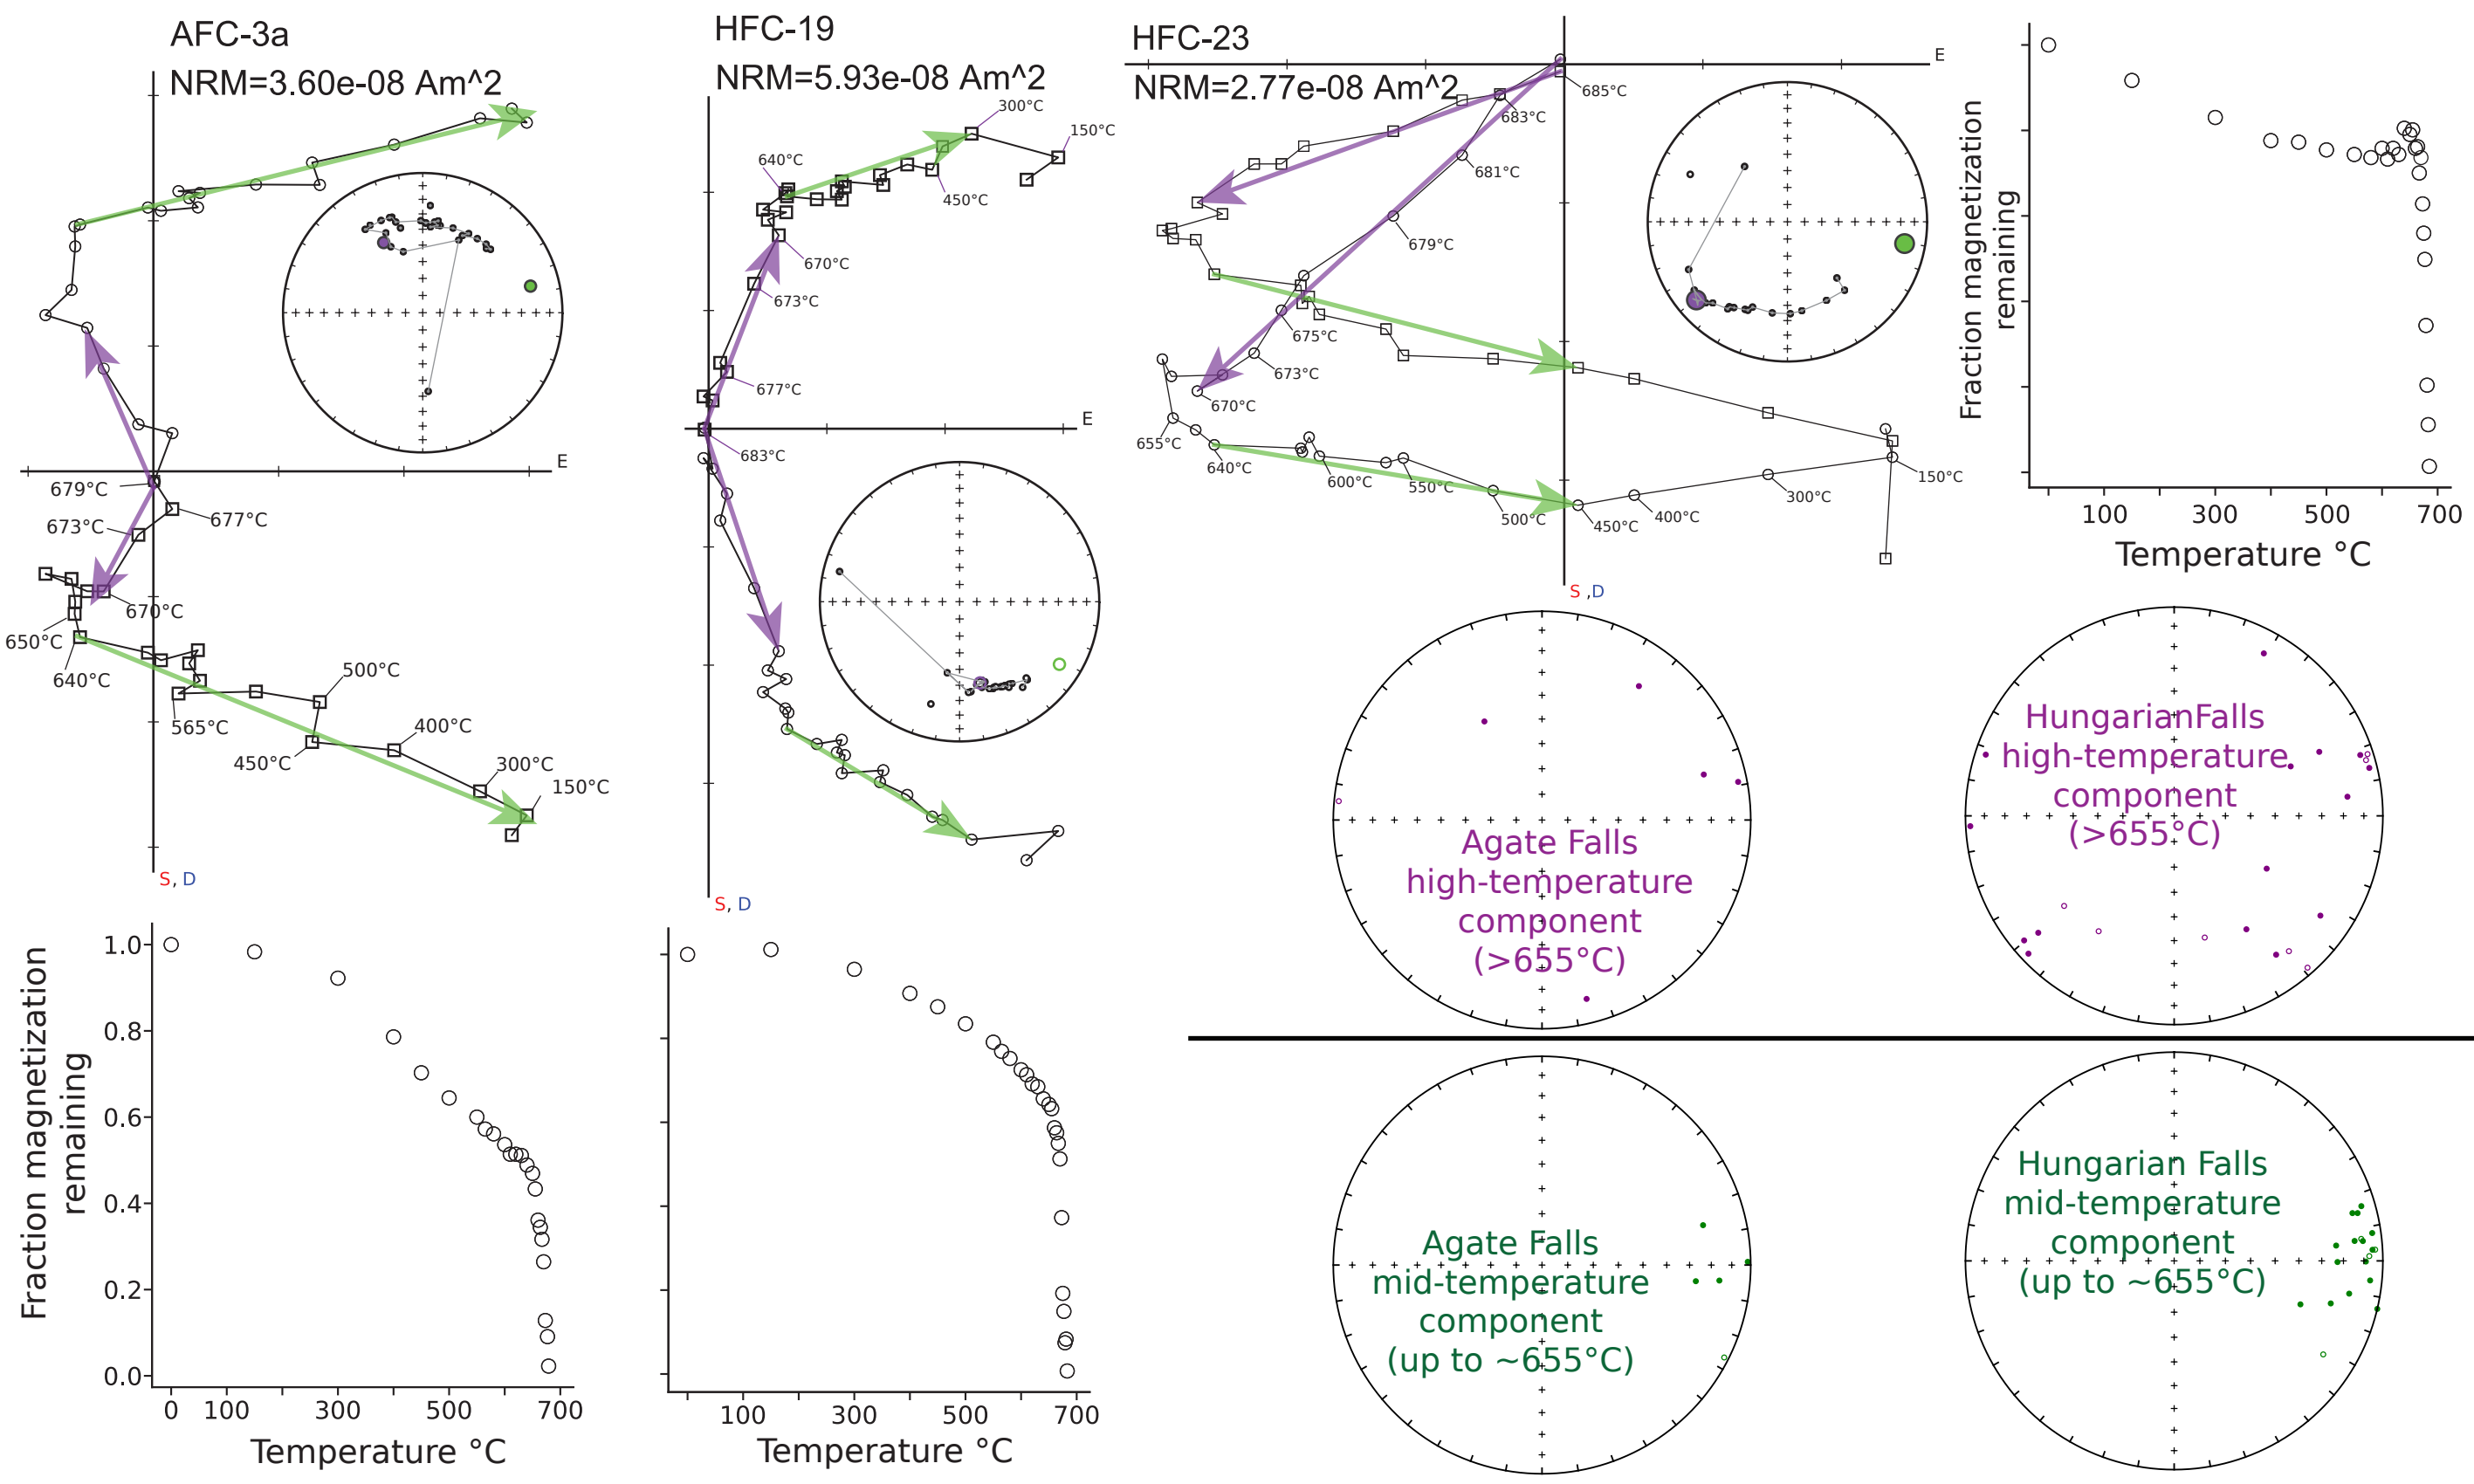 AFC-3a
NRM=3.60e-08 Am^2
E
679°C
677°C
673°C
670°C
650°C
640°C
565°C
500°C
450°C
400°C
300°C
150°C
S, D
HFC-19
NRM=5.93e-08 Am^2
300°C
150°C
640°C
450°C
670°C
673°C
677°C
E
683°C
S, D
HFC-23
NRM=2.77e-08 Am^2
E
685°C
683°C
681°C
679°C
675°C
673°C
670°C
655°C
640°C
600°C
550°C
500°C
450°C
400°C
300°C
150°C
S ,D
Fraction magnetization
remaining
100 300 500 700
Temperature °C
Agate Falls
high-temperature
component
(>655°C)
HungarianFalls
high-temperature
component
(>655°C)
Fraction magnetization
remaining
1.0
0.8
0.6
0.4
0.2
0.0
0 100 300 500 700
Temperature °C
100 300 500 700
Temperature °C
Agate Falls
mid-temperature
component
(up to ~655°C)
Hungarian Falls
mid-temperature
component
(up to ~655°C)